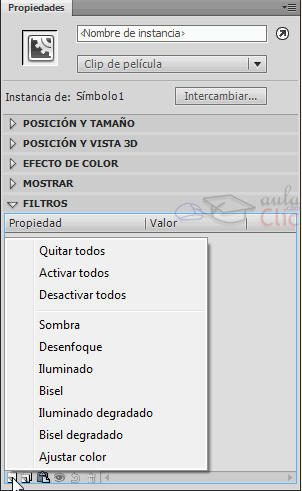 Propiedades
‹Nombre de instancia›
Clip de película
Instancia de: Símbolo1
Intercambiar...
POSICIÓN Y TAMAÑO
POSICIÓN Y VISTA 3D
EFECTO DE COLOR
MOSTRAR
FILTROS
Propiedad Valor
aula
Clic
Quitar todos
Activar todos
Desactivar todos
Sombra
Desenfoque
Iluminado
Bisel
Iluminado degradado
Bisel degradado
Ajustar color